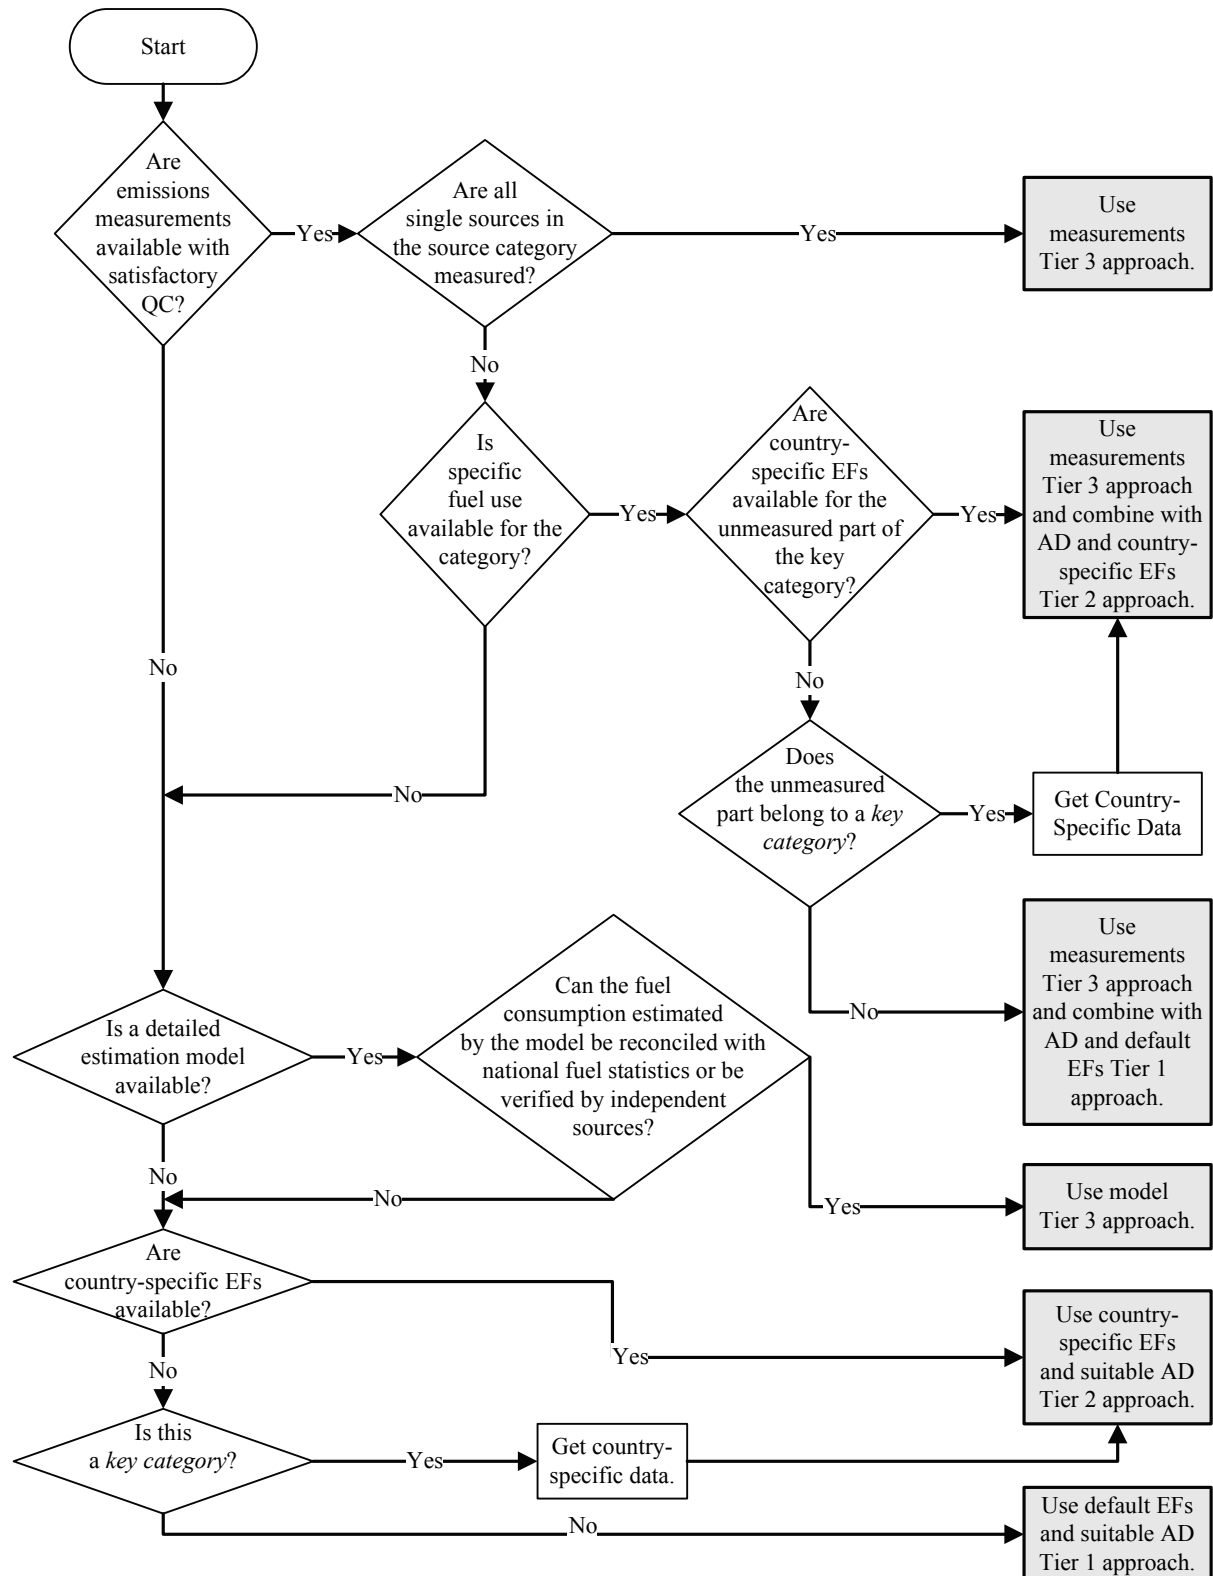 Start
Are
emissions
measurements
available with
satisfactory
QC?
Yes
Are all
single sources in
the source category
measured?
Yes
Use
measurements
Tier 3 approach.
No
Is
specific
fuel use
available for the
category?
Yes
Are
country-
specific EFs
available for the
unmeasured part of
the key
category?
Yes
Use
measurements
Tier 3 approach
and combine with
AD and country-
specific EFs
Tier 2 approach.
No
No
No
Does
the unmeasured
part belong to a key
category?
Yes
Get Country-
Specific Data
No
Use
measurements
Tier 3 approach
and combine with
AD and default
EFs Tier 1
approach.
Is a detailed
estimation model
available?
Yes
Can the fuel
consumption estimated
by the model be reconciled with
national fuel statistics or be
verified by independent
sources?
No
No
Yes
Use model
Tier 3 approach.
Are
country-specific EFs
available?
Yes
Use country-
specific EFs
and suitable AD
Tier 2 approach.
No
Is this
a key category?
Yes
Get country-
specific data.
No
Use default EFs
and suitable AD
Tier 1 approach.